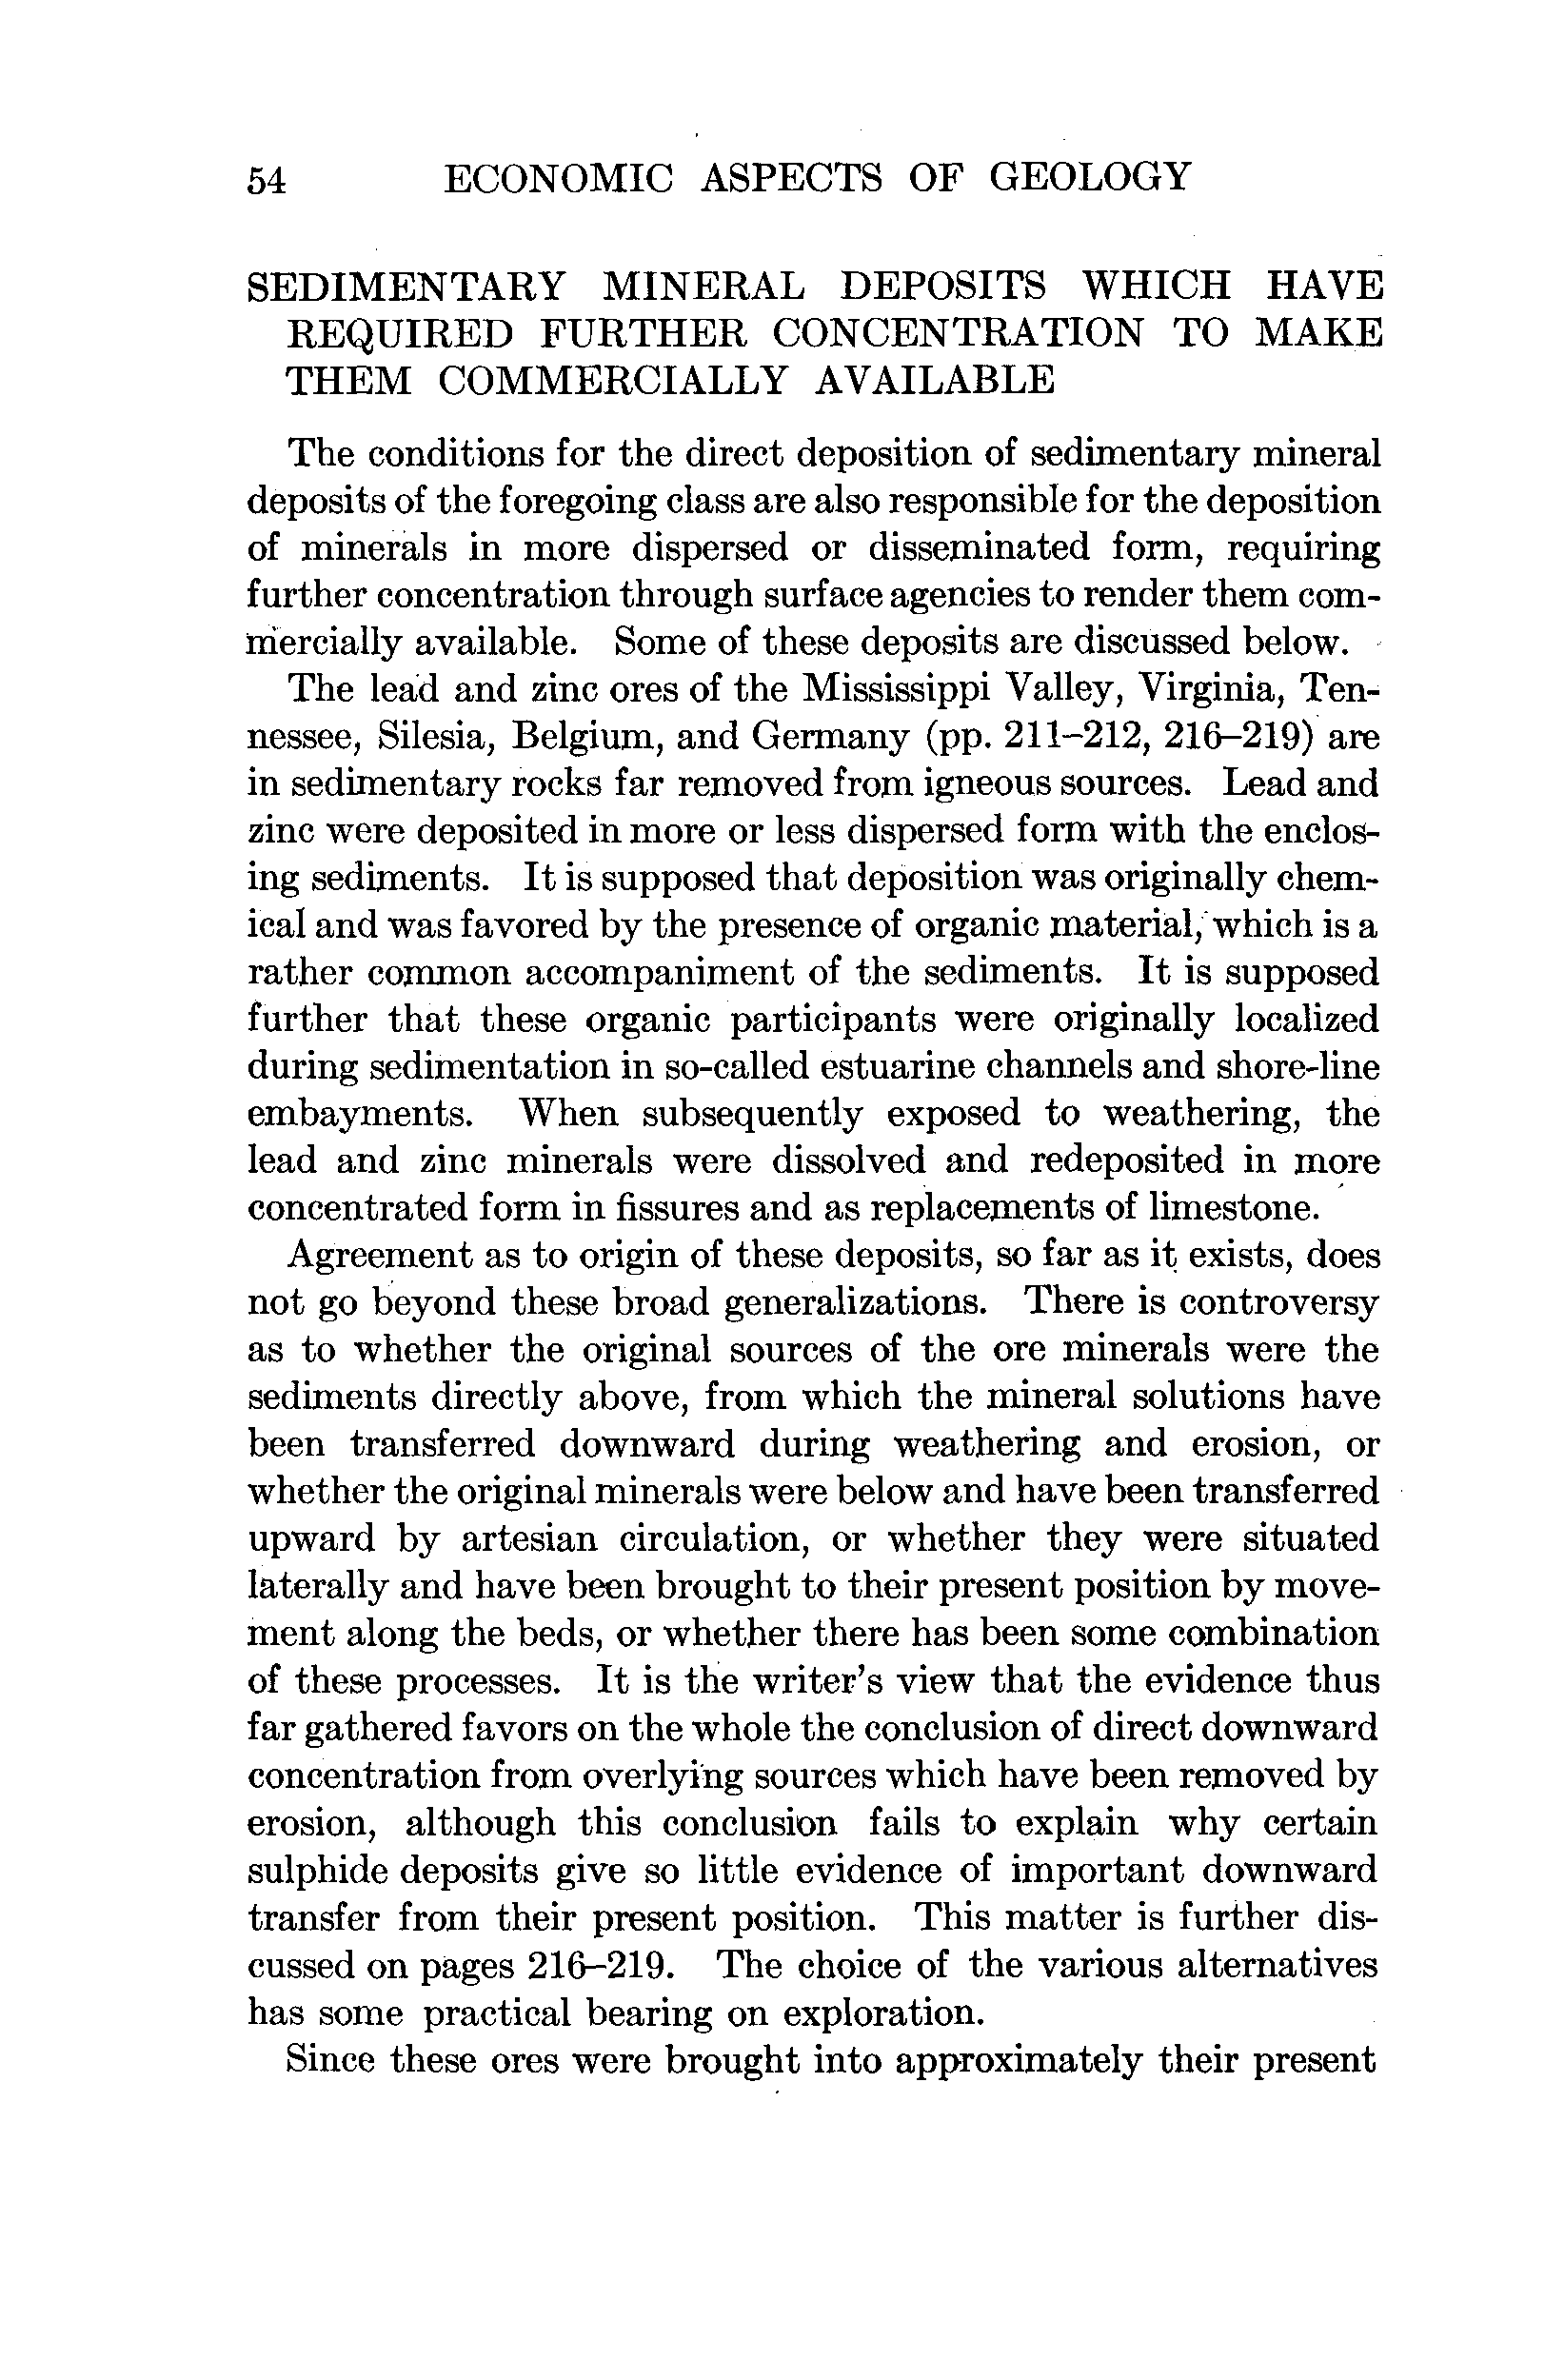 54 ECONOMIC ASPECTS OF GEOLOGY
SEDIMENTARY MINERAL DEPOSITS WHICH HAVE
REQUIRED FURTHER CONCENTRATION TO MAKE
THEM COMMERCIALLY AVAILABLE
The conditions for the direct deposition of sedimentary mineral
deposits of the foregoing class are also responsible for the deposition
of minerals in more dispersed or disseminated form, requiring
further concentration through surface agencies to render them com-
mercially available. Some of these deposits are discussed below.
The lead and zinc ores of the Mississippi Valley, Virginia, Ten-
nessee, Silesia, Belgium, and Germany (pp. 211–212, 216–219) are
in sedimentary rocks far removed from igneous sources. Lead and
zinc were deposited in more or less dispersed form with the enclos-
ing sediments. It is supposed that deposition was originally chem-
ical and was favored by the presence of organic material, which is a
rather common accompaniment of the sediments. It is supposed
further that these organic participants were originally localized
during sedimentation in so-called estuarine channels and shore-line
embayments. When subsequently exposed to weathering, the
lead and zinc minerals were dissolved and redeposited in more
concentrated form in fissures and as replacements of limestone.
Agreement as to origin of these deposits, so far as it exists, does
not go beyond these broad generalizations. There is controversy
as to whether the original sources of the ore minerals were the
sediments directly above, from which the mineral solutions have
been transferred downward during weathering and erosion, or
whether the original minerals were below and have been transferred
upward by artesian circulation, or whether they were situated
laterally and have been brought to their present position by move-
ment along the beds, or whether there has been some combination
of these processes. It is the writer's view that the evidence thus
far gathered favors on the whole the conclusion of direct downward
concentration from overlying sources which have been removed by
erosion, although this conclusion fails to explain why certain
sulphide deposits give so little evidence of important downward
transfer from their present position. This matter is further dis-
cussed on pages 216–219. The choice of the various alternatives
has some practical bearing on exploration.
Since these ores were brought into approximately their present